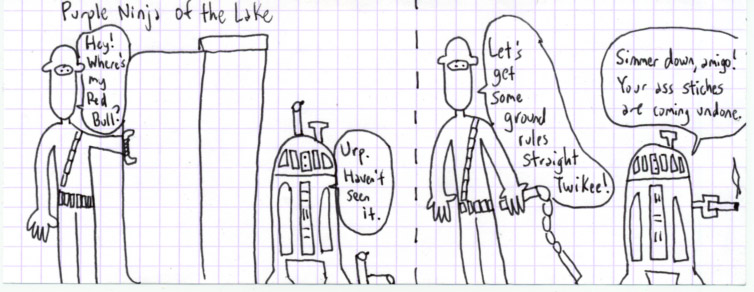 Purple Ninja of the Lake
Hey!
Where's
my
Red
Bull?
Urp.
Haven't
seen
it.
Let's
get
some
ground
rules
straight
Twikee!
Simmer down, amigo!
Your ass stiches
are coming undone.